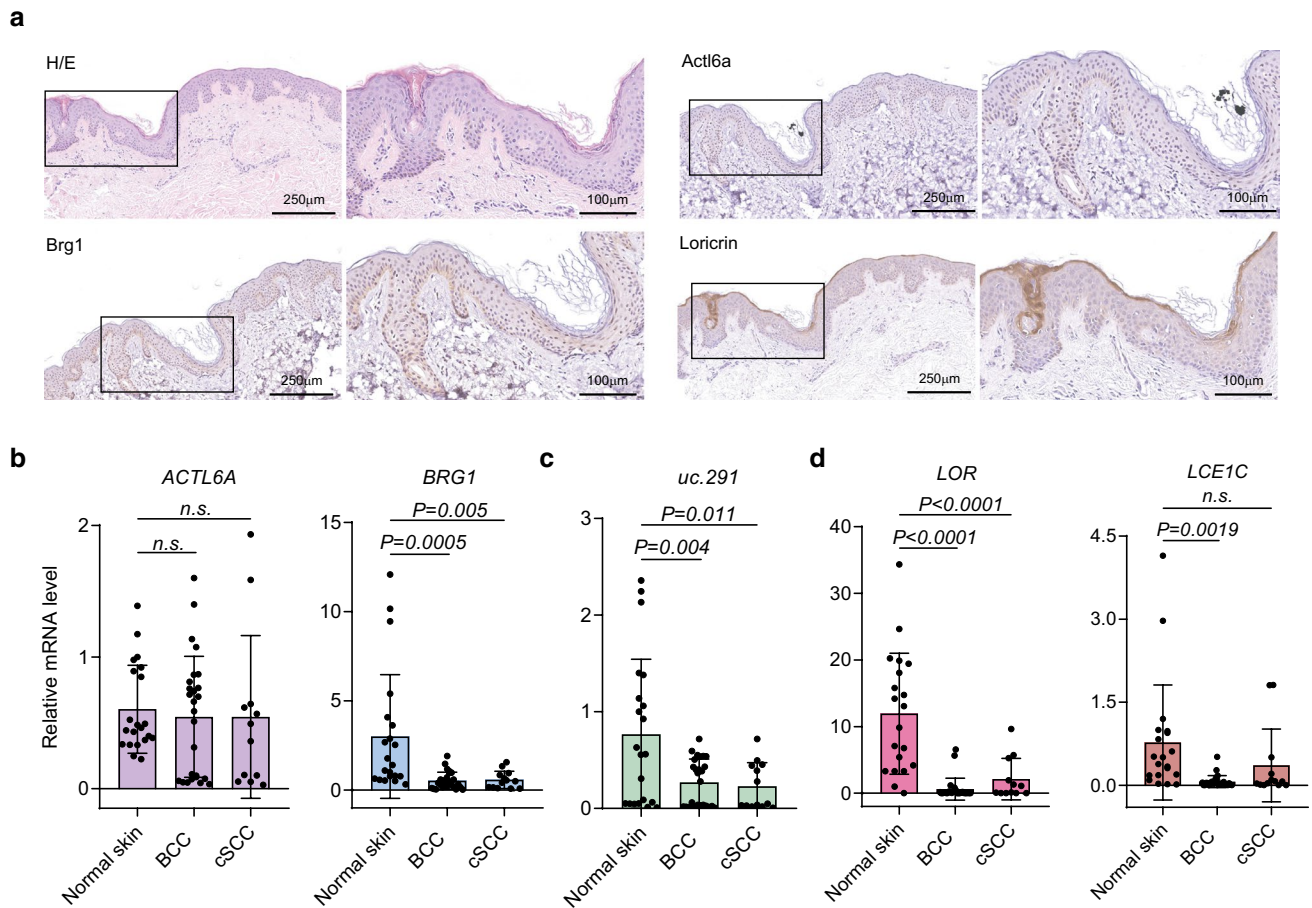 a
H/E
250μm
100μm
Actl6a
250μm
100μm
Brg1
250μm
100μm
Loricrin
250μm
100μm
b
ACTL6A
n.s.
n.s.
2
1
0
Relative mRNA level
Normal skin
BCC
cSCC
BRG1
P=0.005
P=0.0005
15
10
5
0
Normal skin
BCC
cSCC
c
uc.291
P=0.011
P=0.004
3
2
1
0
Normal skin
BCC
cSCC
d
LOR
P<0.0001
P<0.0001
40
30
20
10
0
Normal skin
BCC
cSCC
LCE1C
n.s.
P=0.0019
4.5
3.0
1.5
0.0
Normal skin
BCC
cSCC